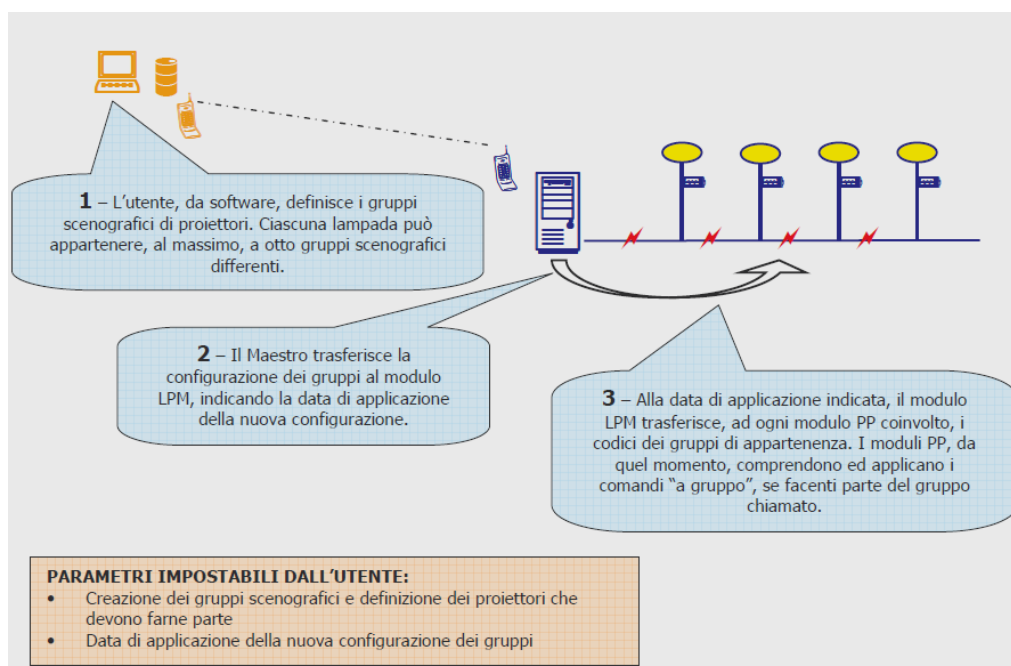 1 – L'utente, da software, definisce i gruppi
scenografici di proiettori. Ciascuna lampada può
appartenere, al massimo, a otto gruppi scenografici
differenti.
2 – Il Maestro trasferisce la
configurazione dei gruppi al modulo
LPM, indicando la data di applicazione
della nuova configurazione.
3 – Alla data di applicazione indicata, il modulo
LPM trasferisce, ad ogni modulo PP coinvolto, i
codici dei gruppi di appartenenza. I moduli PP, da
quel momento, comprendono ed applicano i
comandi "a gruppo", se facenti parte del gruppo
chiamato.
PARAMETRI IMPOSTABILI DALL'UTENTE:
• Creazione dei gruppi scenografici e definizione dei proiettori che
devono farne parte
• Data di applicazione della nuova configurazione dei gruppi